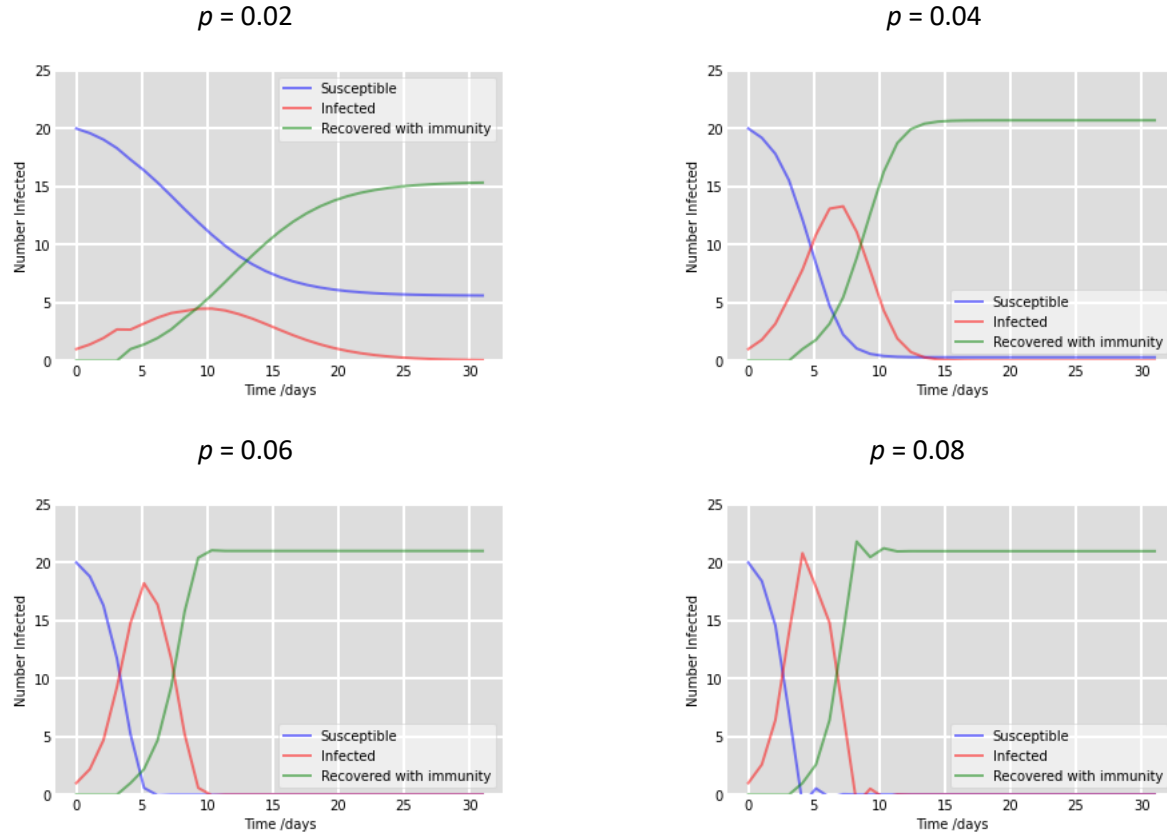 p = 0.02
25
20
15
10
5
0
Number Infected
Susceptible
Infected
Recovered with immunity
0 5 10 15 20 25 30
Time /days
p = 0.04
25
20
15
10
5
0
Number Infected
Susceptible
Infected
Recovered with immunity
0 5 10 15 20 25 30
Time /days
p = 0.06
25
20
15
10
5
0
Number Infected
Susceptible
Infected
Recovered with immunity
0 5 10 15 20 25 30
Time /days
p = 0.08
25
20
15
10
5
0
Number Infected
Susceptible
Infected
Recovered with immunity
0 5 10 15 20 25 30
Time /days